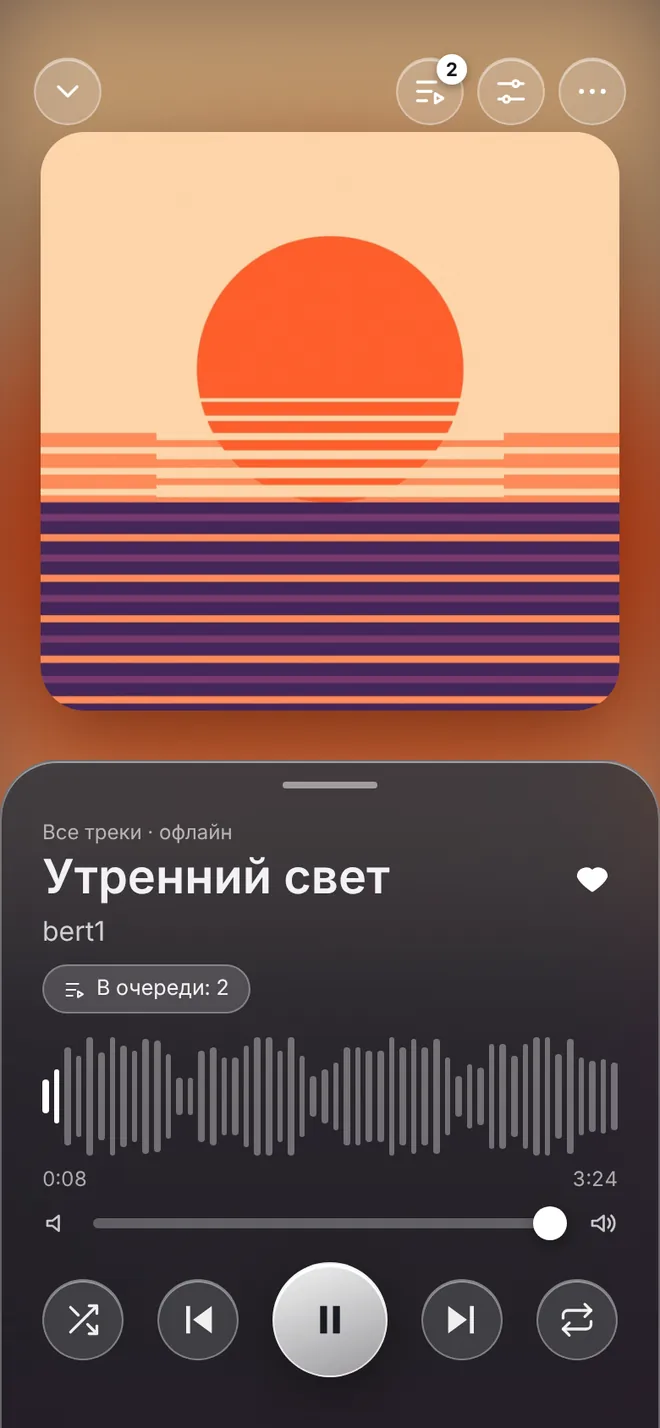 2
Все треки · офлайн
Утренний свет
bert1
В очереди: 2
0:08
3:24